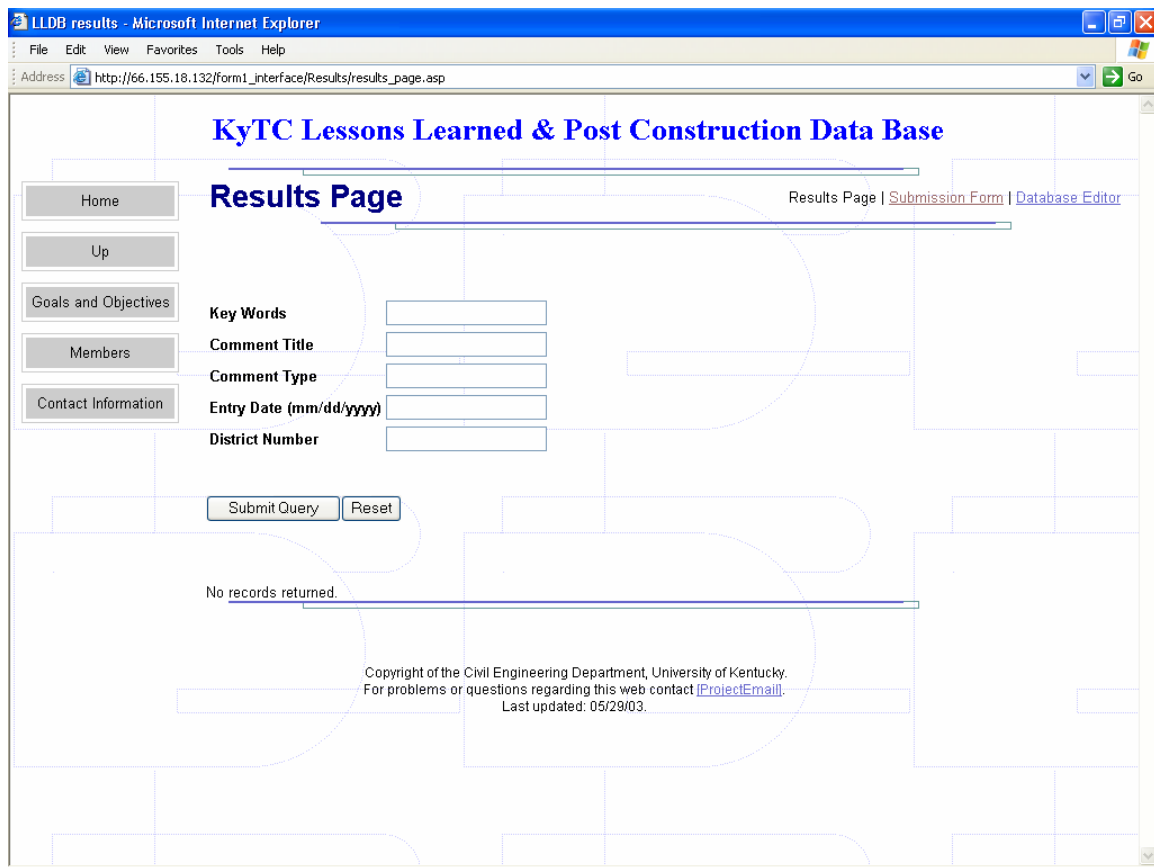 LLDB results - Microsoft Internet Explorer
File Edit View Favorites Tools Help
Address http://66.155.18.132/form1_interface/Results/results_page.asp Go
KyTC Lessons Learned & Post Construction Data Base
Results Page
Results Page | Submission Form | Database Editor
Home
Up
Goals and Objectives
Members
Contact Information
Key Words
Comment Title
Comment Type
Entry Date (mm/dd/yyyy)
District Number
Submit Query Reset
No records returned.
Copyright of the Civil Engineering Department, University of Kentucky.
For problems or questions regarding this web contact [ProjectEmail].
Last updated: 05/29/03.